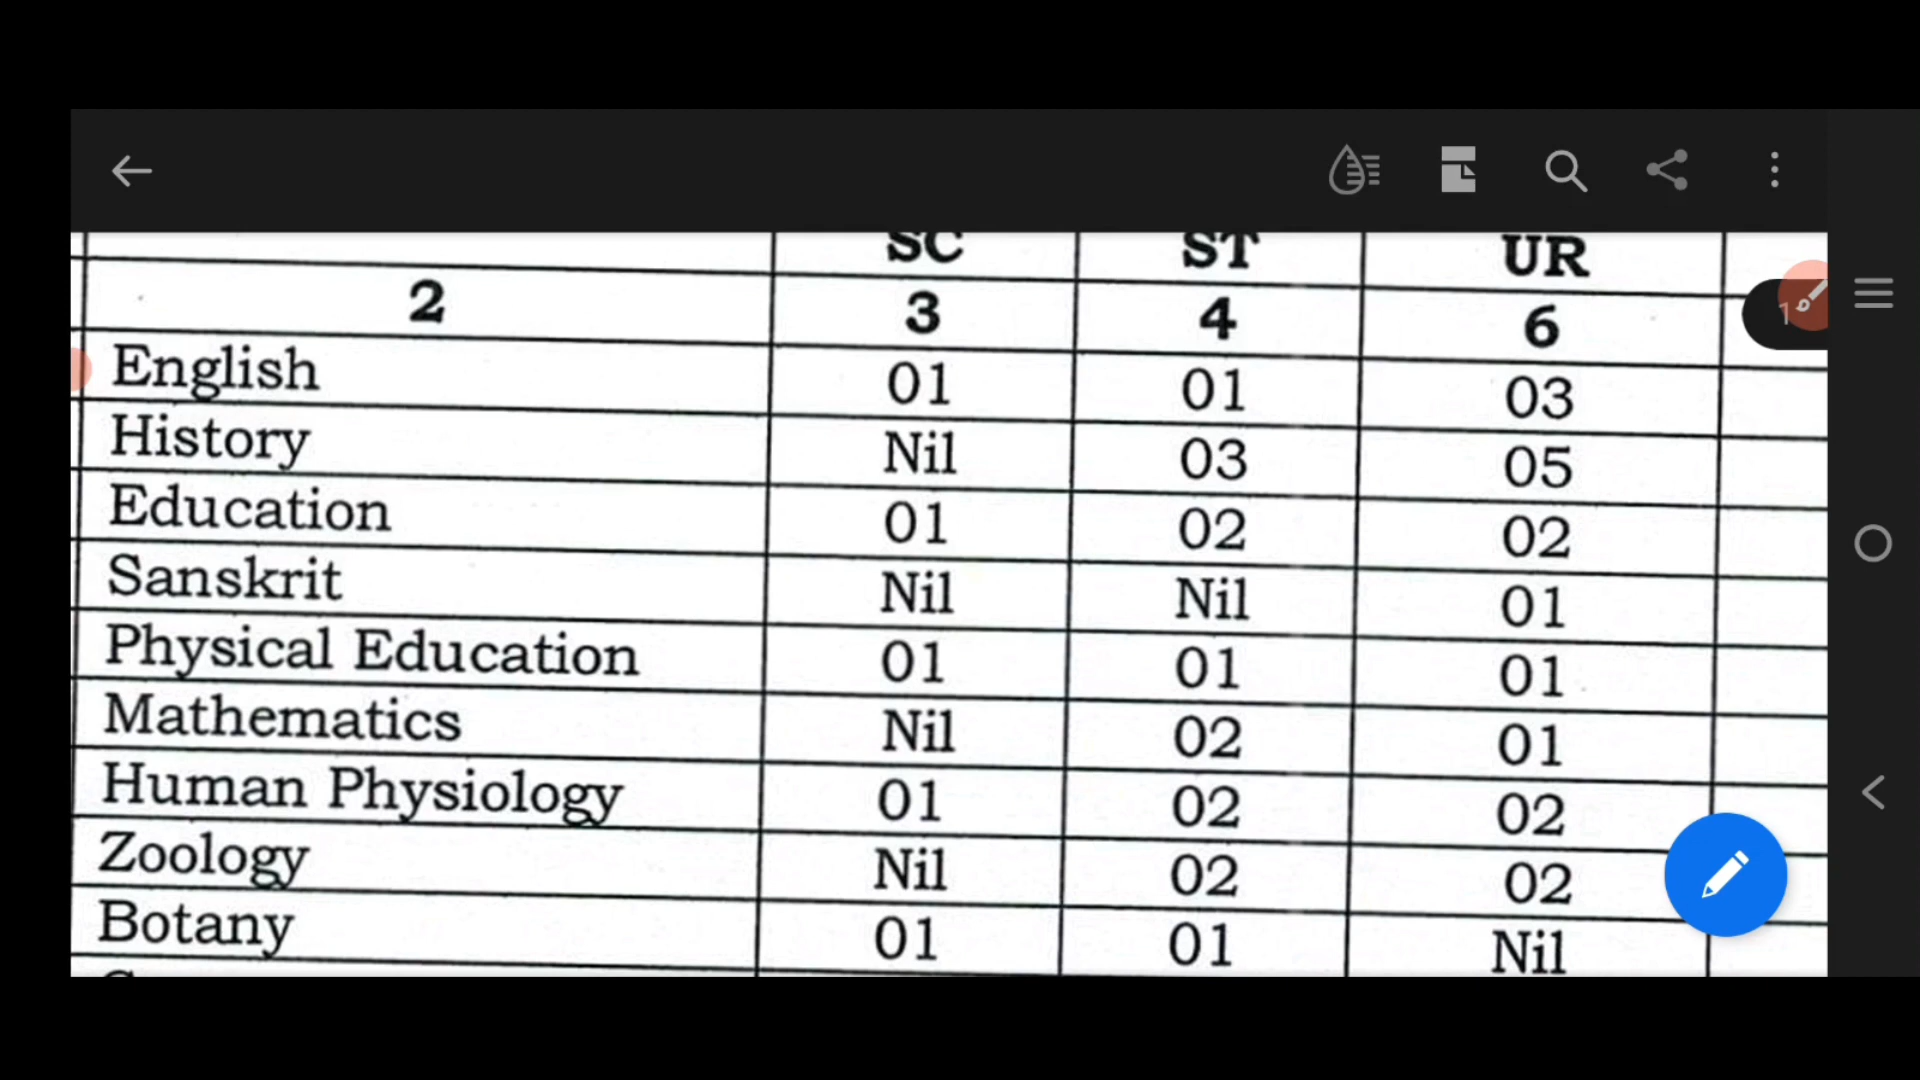 SC ST UR
2 3 4 6
English 01 01 03
History Nil 03 05
Education 01 02 02
Sanskrit Nil Nil 01
Physical Education 01 01 01
Mathematics Nil 02 01
Human Physiology 01 02 02
Zoology Nil 02 02
Botany 01 01 Nil